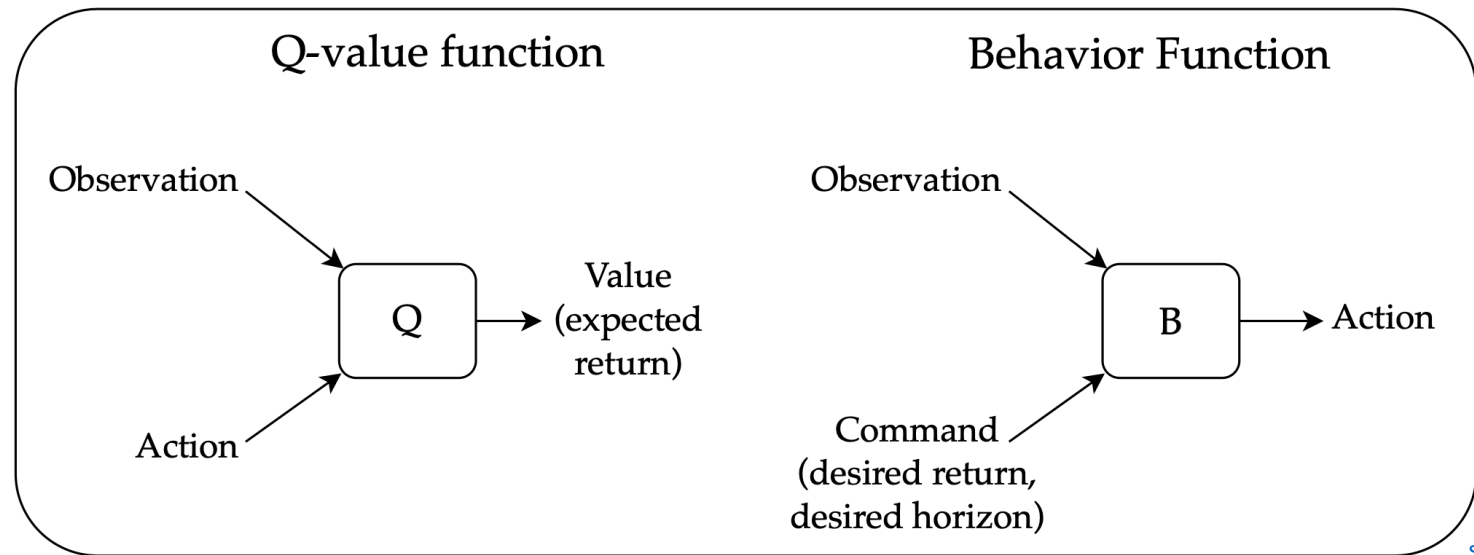 Q-value function
Observation
Q
Value
(expected
return)
Action
Behavior Function
Observation
B
Action
Command
(desired return,
desired horizon)